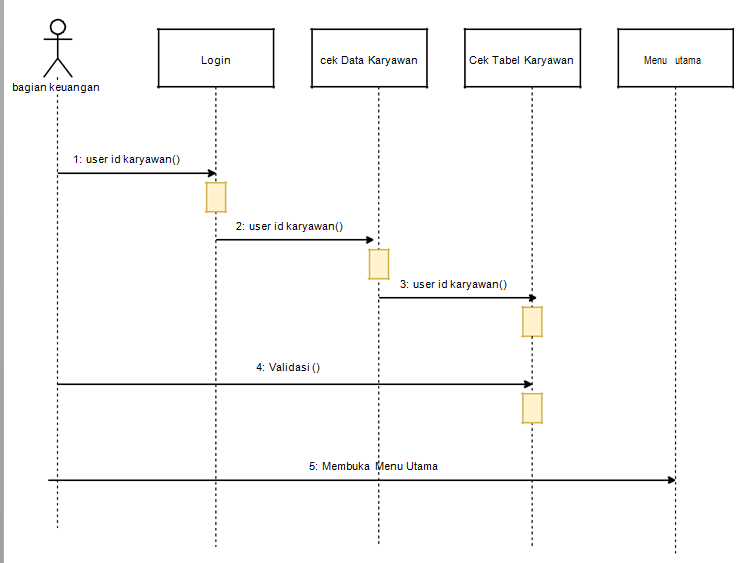 bagian keuangan
Login
cek Data Karyawan
Cek Tabel Karyawan
Menu utama
1: user id karyawan()
2: user id karyawan()
3: user id karyawan()
4: Validasi ()
5: Membuka Menu Utama